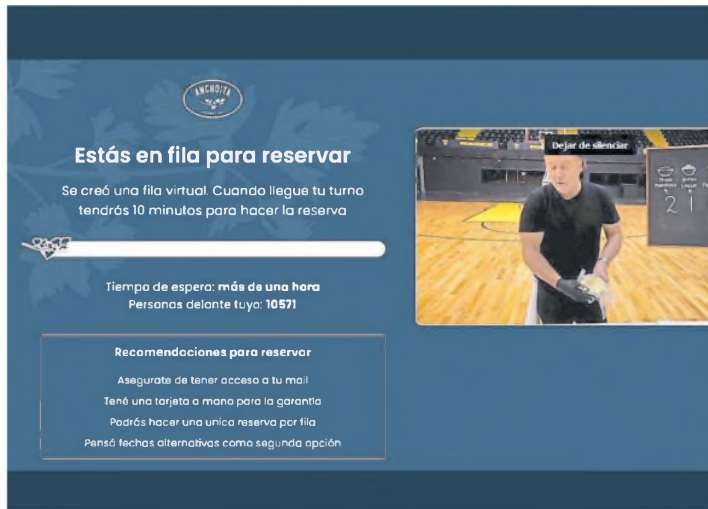 ANCHOITA
Estás en fila para reservar
Se creó una fila virtual. Cuando llegue tu turno
tendrás 10 minutos para hacer la reserva
Tiempo de espera: más de una hora
Personas delante tuyo: 10571
Recomendaciones para reservar
Asegurate de tener acceso a tu mail
Tené una tarjeta a mano para la garantía
Podrás hacer una unica reserva por fila
Pensá fechas alternativas como segunda opción
Dejar de silenciar
2 1